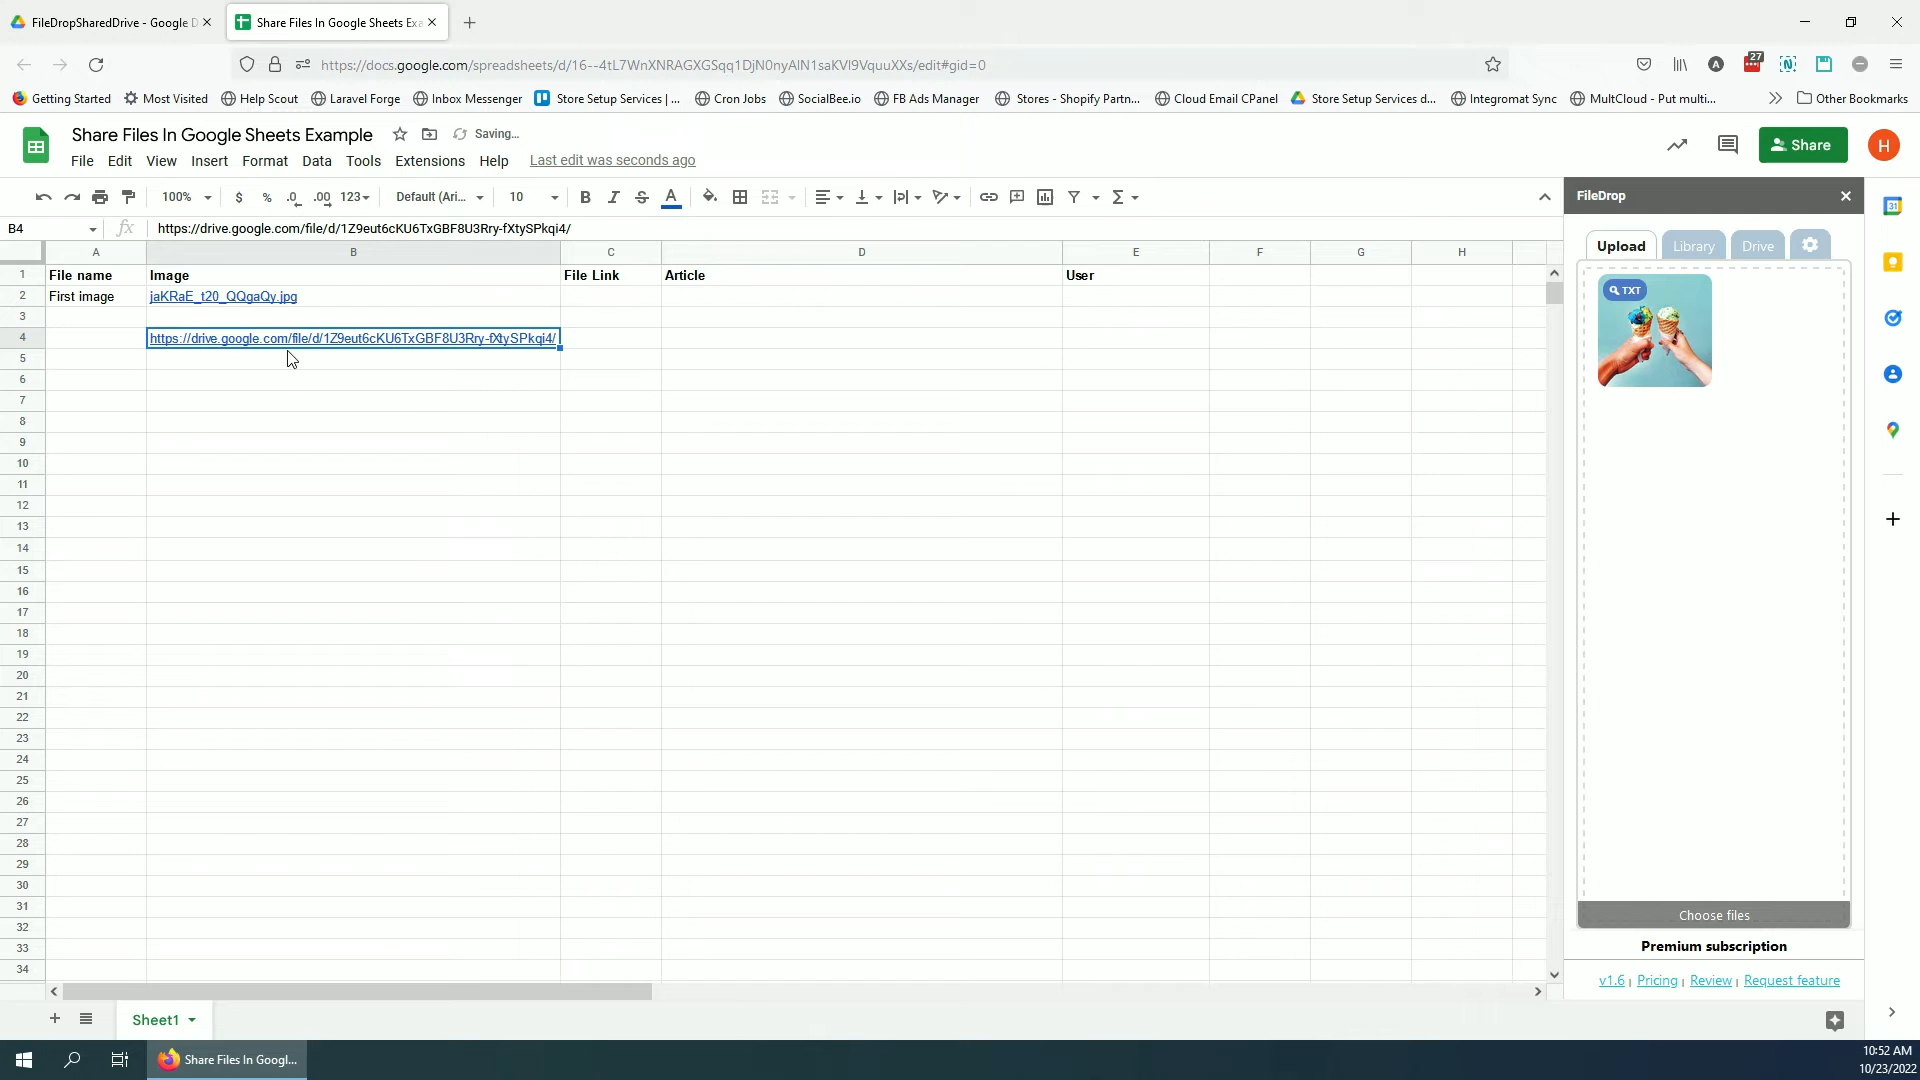 FileDropSharedDrive - Google D
Share Files In Google Sheets Exa
https://docs.google.com/spreadsheets/d/16--4tL7WnXNRAGXGSqq1DjN0nyAlN1saKVl9VquuXXs/edit#gid=0
27
A
N
Getting Started
Most Visited
Help Scout
Laravel Forge
Inbox Messenger
Store Setup Services | ...
Cron Jobs
SocialBee.io
FB Ads Manager
Stores - Shopify Partn...
Cloud Email CPanel
Store Setup Services d...
Integromat Sync
MultCloud - Put multi...
Other Bookmarks
Share Files In Google Sheets Example
Saving...
File Edit View Insert Format Data Tools Extensions Help
Last edit was seconds ago
Share
H
100% $ % .0 .00 123 Default (Ari... 10 B I S A
FileDrop
31
B4
fx
https://drive.google.com/file/d/1Z9eut6cKU6TxGBF8U3Rry-fXtySPkqi4/
Upload Library Drive
A B C D E F G H
1 File name Image File Link Article User
2 First image jaKRaE_t20_QQgaQy.jpg
3
4 https://drive.google.com/file/d/1Z9eut6cKU6TxGBF8U3Rry-fXtySPkqi4/
5
6
7
8
9
10
11
12
13
14
15
16
17
18
19
20
21
22
23
24
25
26
27
28
29
30
31
32
33
34
TXT
Choose files
Premium subscription
v1.6 | Pricing | Review | Request feature
Sheet1
Share Files In Googl...
10:52 AM
10/23/2022